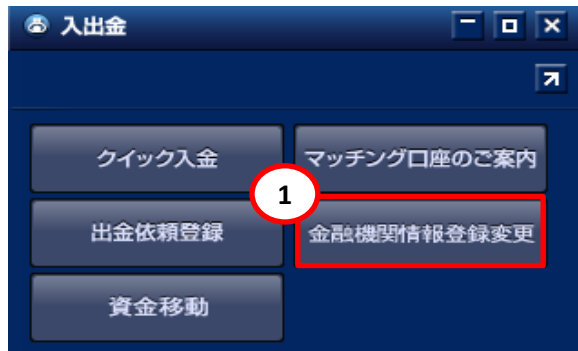 入出金
クイック入金
マッチング口座のご案内
1
出金依頼登録
金融機関情報登録変更
資金移動